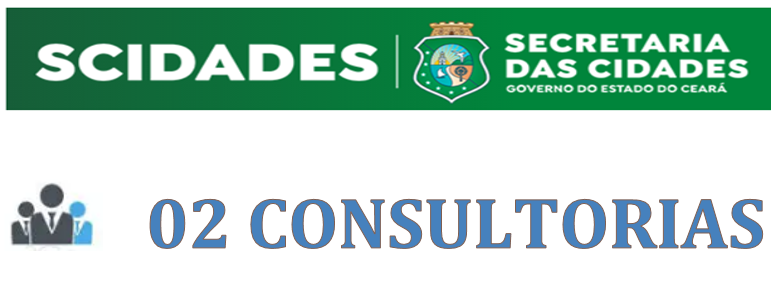 SCIDADES
SECRETARIA
DAS CIDADES
GOVERNO DO ESTADO DO CEARÁ
02 CONSULTORIAS